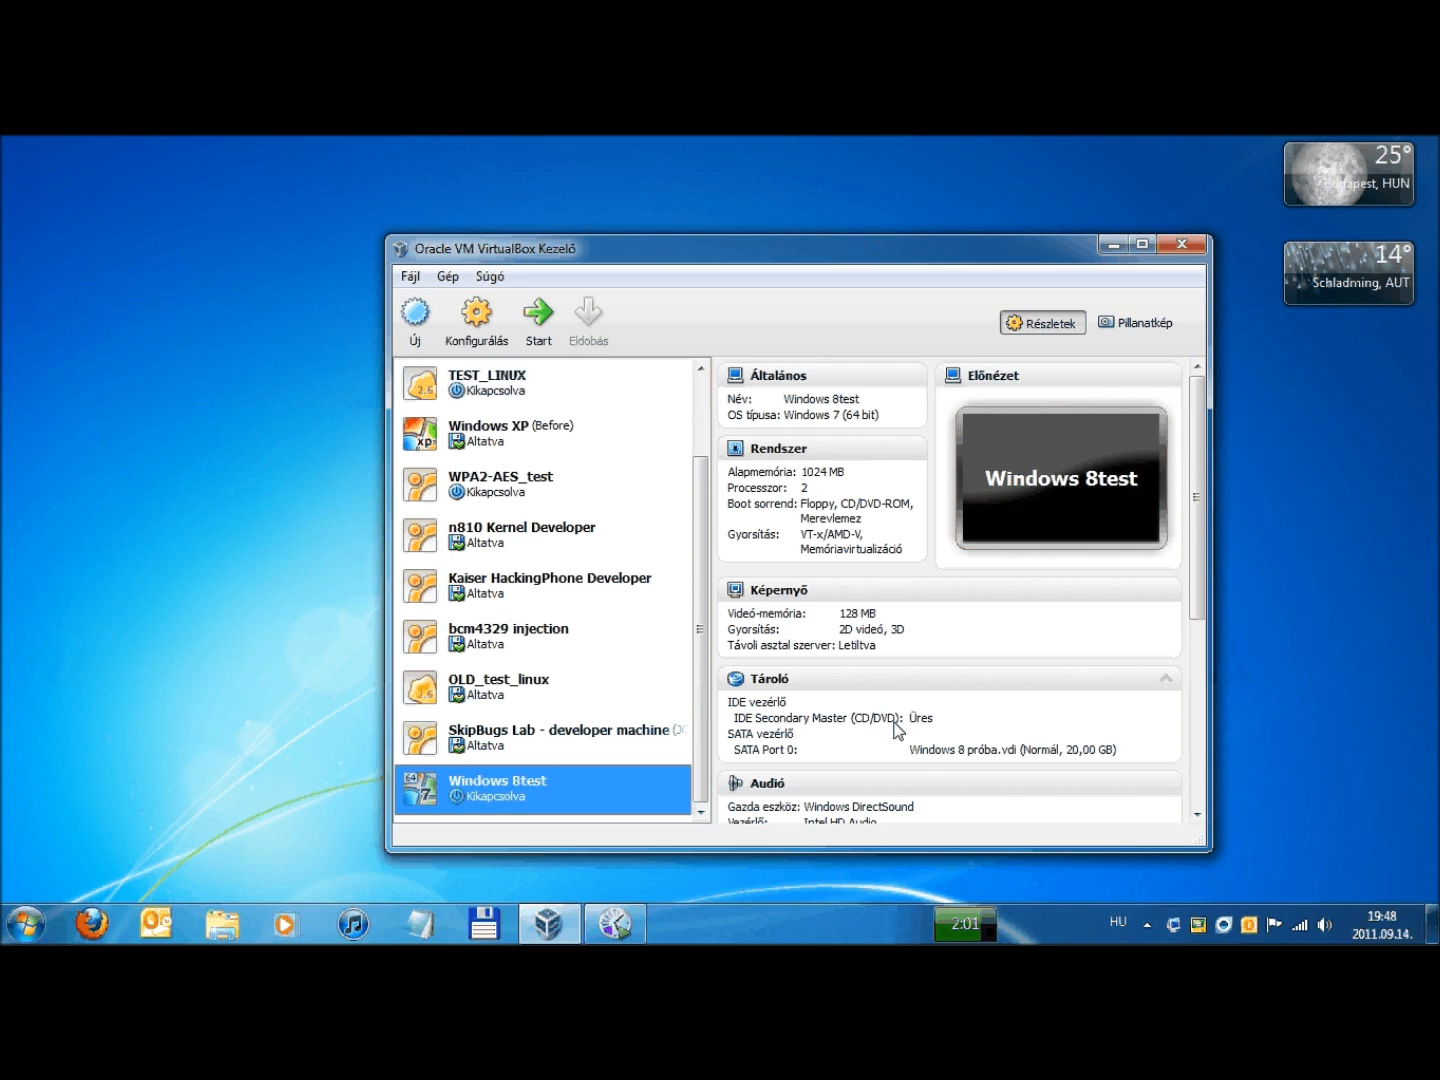 25°
Budapest, HUN
14°
Schladming, AUT
Oracle VM VirtualBox Kezelő
Fájl Gép Súgó
Új Konfigurálás Start Eldobás
Részletek Pillanatkép
TEST_LINUX
Kikapcsolva
Windows XP (Before)
Altatva
WPA2-AES_test
Kikapcsolva
n810 Kernel Developer
Altatva
Kaiser HackingPhone Developer
Altatva
bcm4329 injection
Altatva
OLD_test_linux
Altatva
SkipBugs Lab - developer machine
Altatva
64
7
Windows 8test
Kikapcsolva
Általános
Név: Windows 8test
OS típusa: Windows 7 (64 bit)
Rendszer
Alapmemória: 1024 MB
Processzor: 2
Boot sorrend: Floppy, CD/DVD-ROM,
Merevlemez
Gyorsítás: VT-x/AMD-V,
Memóriavirtualizáció
Előnézet
Windows 8test
Képernyő
Videó-memória: 128 MB
Gyorsítás: 2D videó, 3D
Távoli asztal szerver: Letiltva
Tároló
IDE vezérlő
IDE Secondary Master (CD/DVD): Üres
SATA vezérlő
SATA Port 0: Windows 8 próba.vdi (Normál, 20,00 GB)
Audió
Gazda eszköz: Windows DirectSound
Vezérlő: Intel HD Audio
2:01
HU
19:48
2011.09.14.